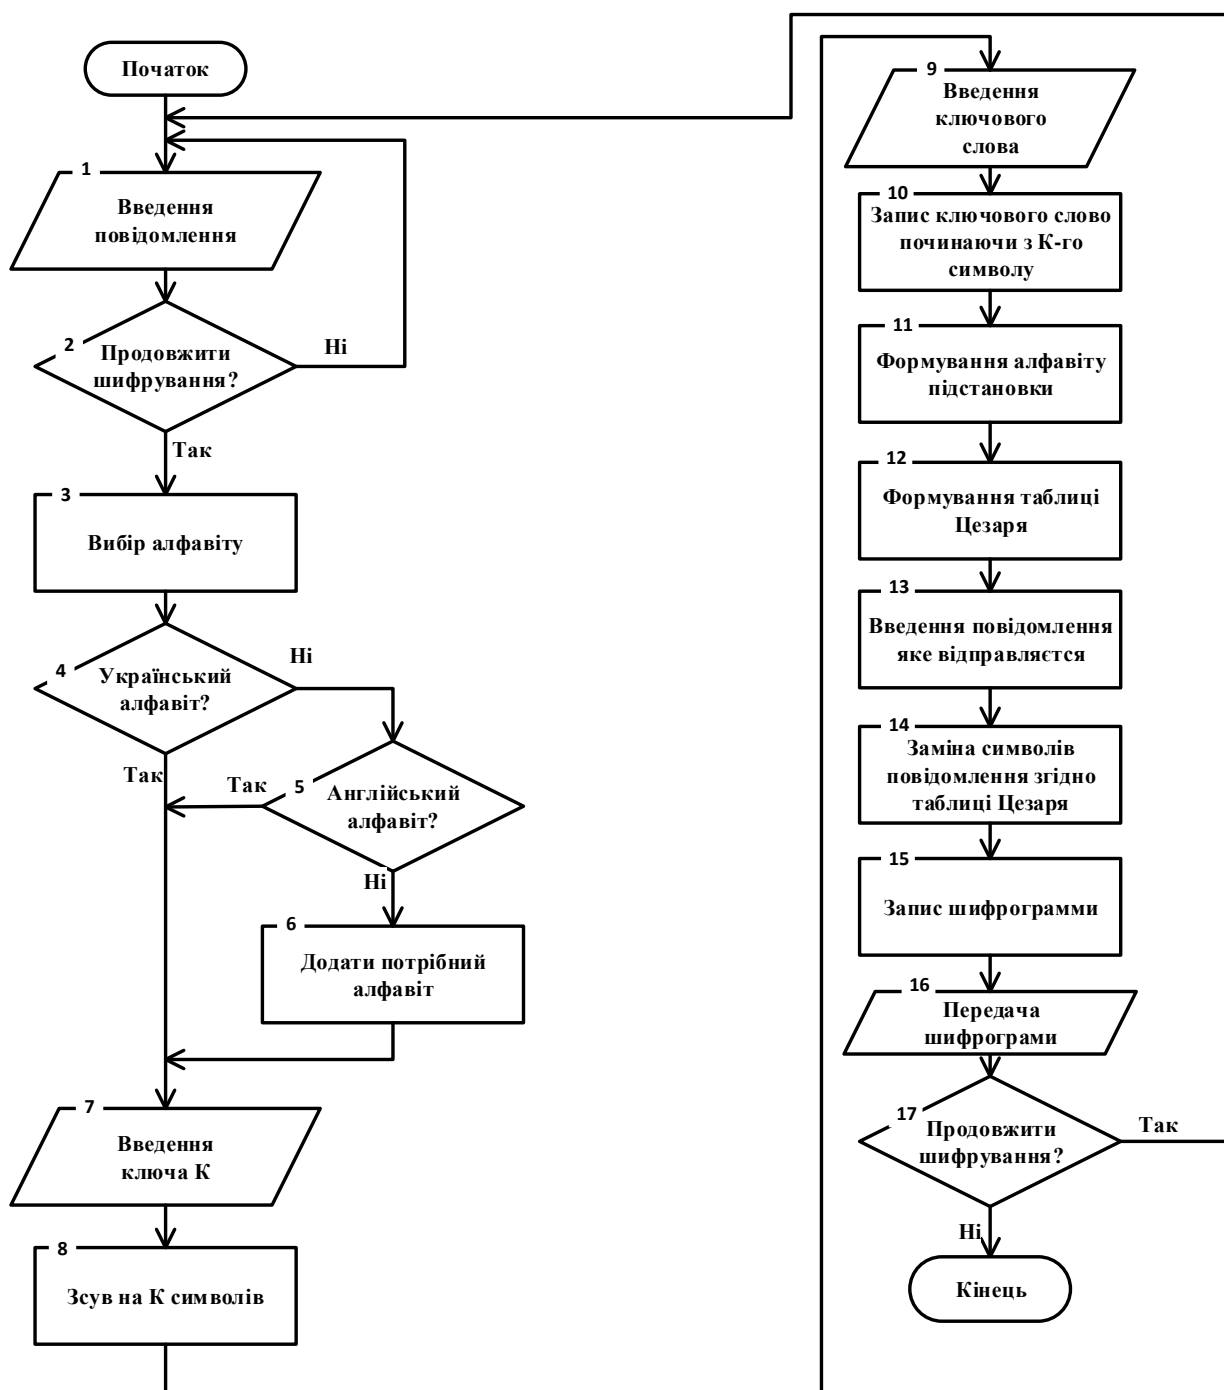 Початок
1
Введення
повідомлення
2
Продовжити
шифрування?
Ні
Так
3
Вибір алфавіту
4
Український
алфавіт?
Ні
Так
5
Англійський
алфавіт?
Так
Ні
6
Додати потрібний
алфавіт
7
Введення
ключа К
8
Зсув на К символів
9
Введення
ключового
слова
10
Запис ключового слово
починаючи з К-го
символу
11
Формування алфавіту
підстановки
12
Формування таблиці
Цезаря
13
Введення повідомлення
яке відправляєтся
14
Заміна символів
повідомлення згідно
таблиці Цезаря
15
Запис шифрограмми
16
Передача
шифрограми
17
Продовжити
шифрування?
Так
Ні
Кінець